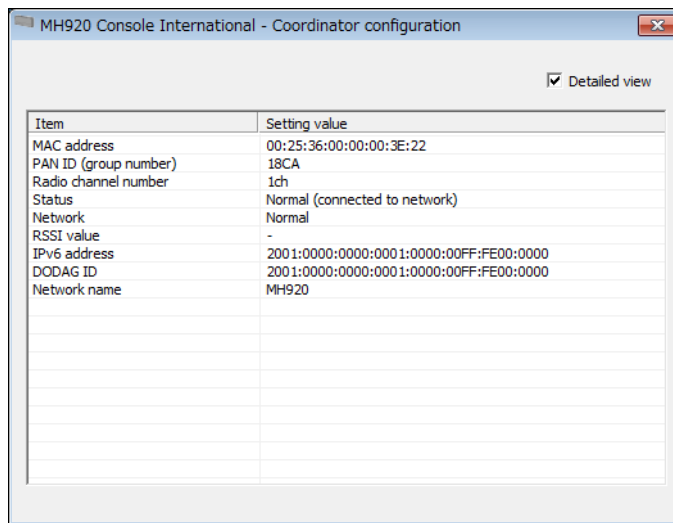 MH920 Console International - Coordinator configuration
Detailed view
Item Setting value
MAC address 00:25:36:00:00:00:3E:22
PAN ID (group number) 18CA
Radio channel number 1ch
Status Normal (connected to network)
Network Normal
RSSI value -
IPv6 address 2001:0000:0000:0001:0000:00FF:FE00:0000
DODAG ID 2001:0000:0000:0001:0000:00FF:FE00:0000
Network name MH920